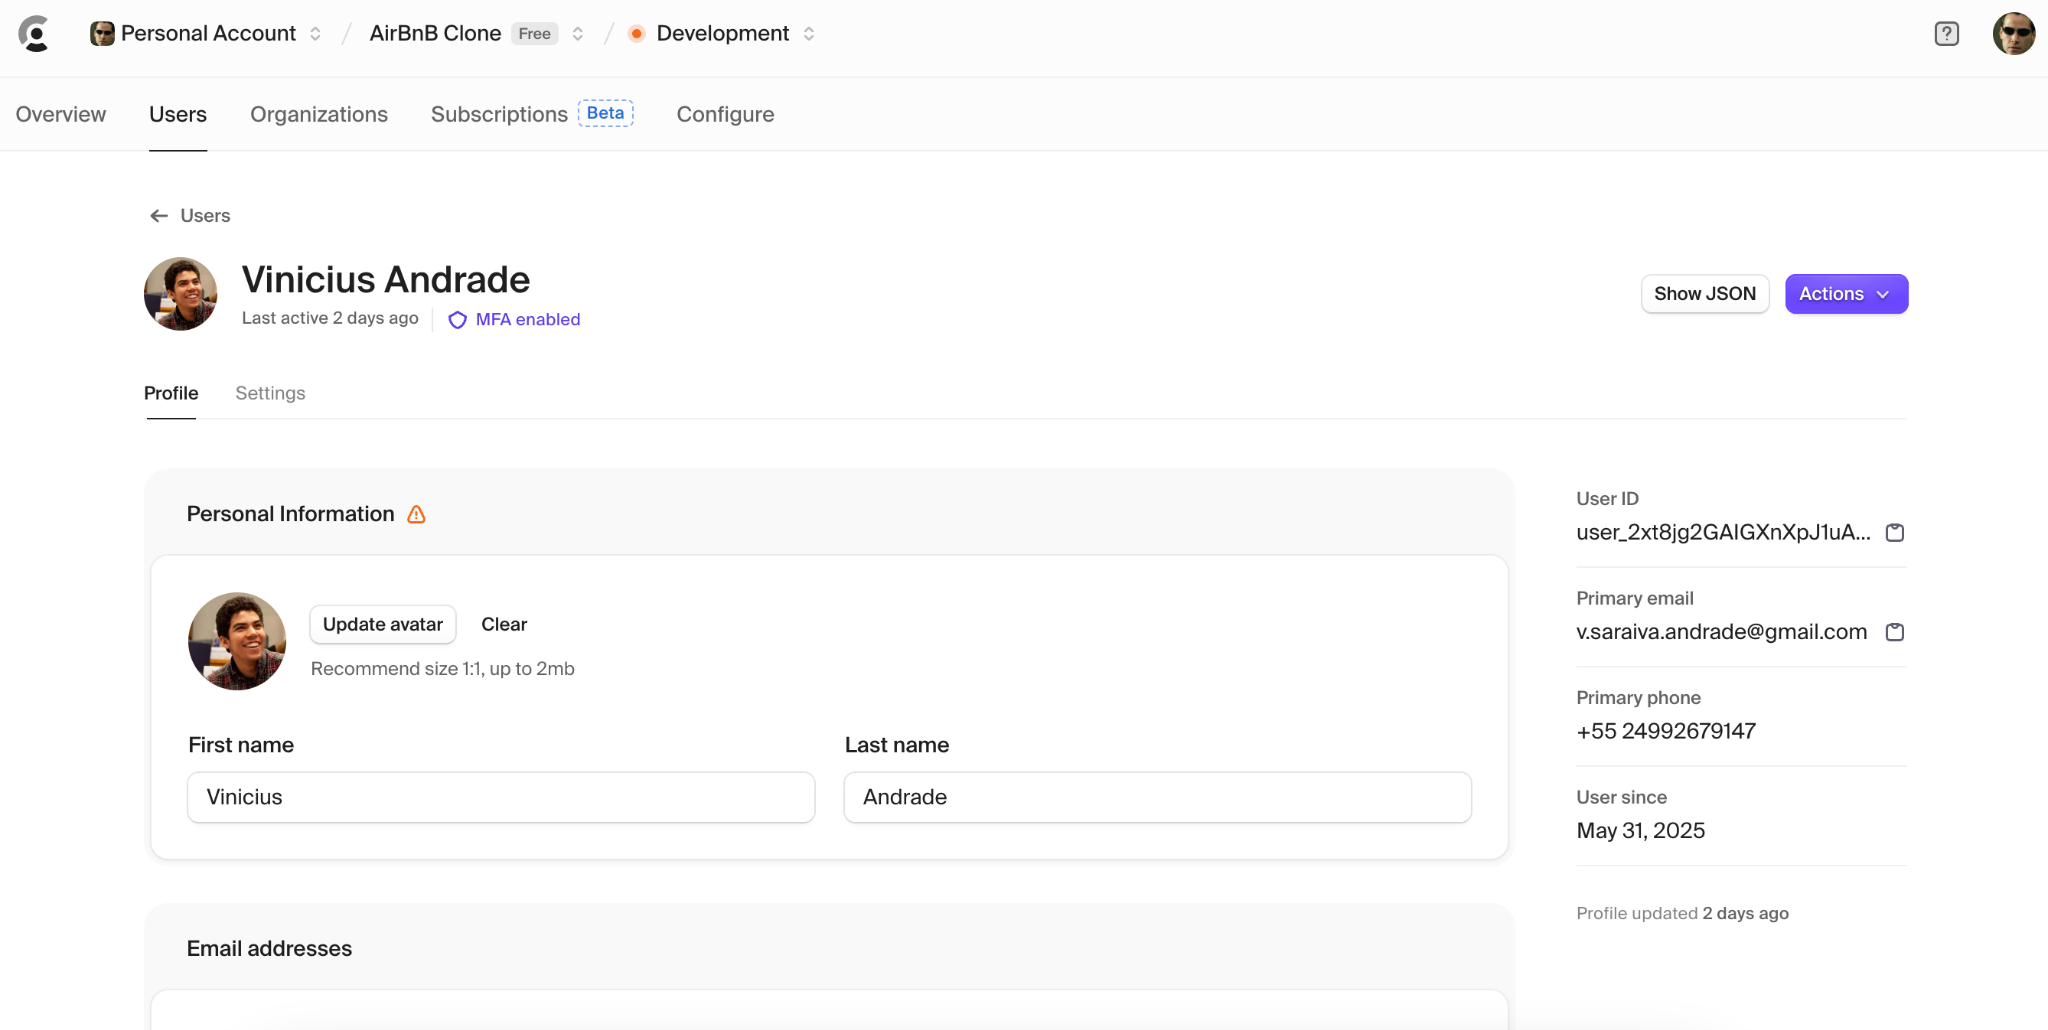 Personal Account / AirBnB Clone Free / Development ?
Overview Users Organizations Subscriptions Beta Configure
← Users
Vinicius Andrade
Last active 2 days ago MFA enabled
Show JSON Actions
Profile Settings
Personal Information
Update avatar Clear
Recommend size 1:1, up to 2mb
First name Last name
Vinicius Andrade
Email addresses
User ID
user_2xt8jg2GAIGXnXpJ1uA...
Primary email
v.saraiva.andrade@gmail.com
Primary phone
+55 24992679147
User since
May 31, 2025
Profile updated 2 days ago